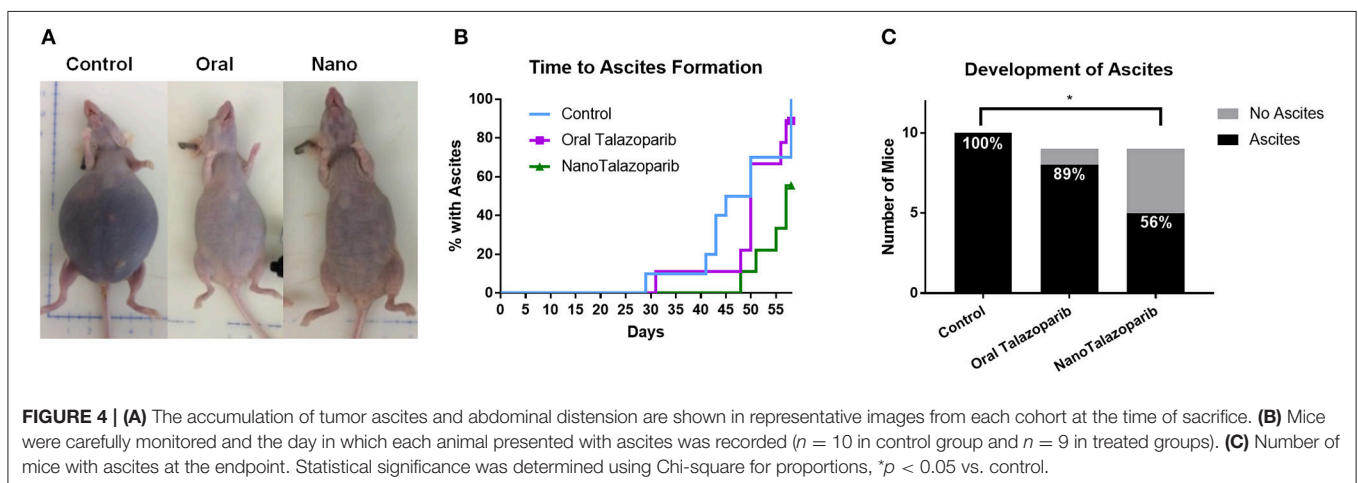 A
Control
Oral
Nano
B
Time to Ascites Formation
% with Ascites
100
80
60
40
20
0
Control
Oral Talazoparib
NanoTalazoparib
0 5 10 15 20 25 30 35 40 45 50 55
Days
C
Development of Ascites
*
Number of Mice
10
5
0
100%
89%
56%
No Ascites
Ascites
Control
Oral Talazoparib
NanoTalazoparib
FIGURE 4 | (A) The accumulation of tumor ascites and abdominal distension are shown in representative images from each cohort at the time of sacrifice. (B) Mice
were carefully monitored and the day in which each animal presented with ascites was recorded (n = 10 in control group and n = 9 in treated groups). (C) Number of
mice with ascites at the endpoint. Statistical significance was determined using Chi-square for proportions, *p < 0.05 vs. control.